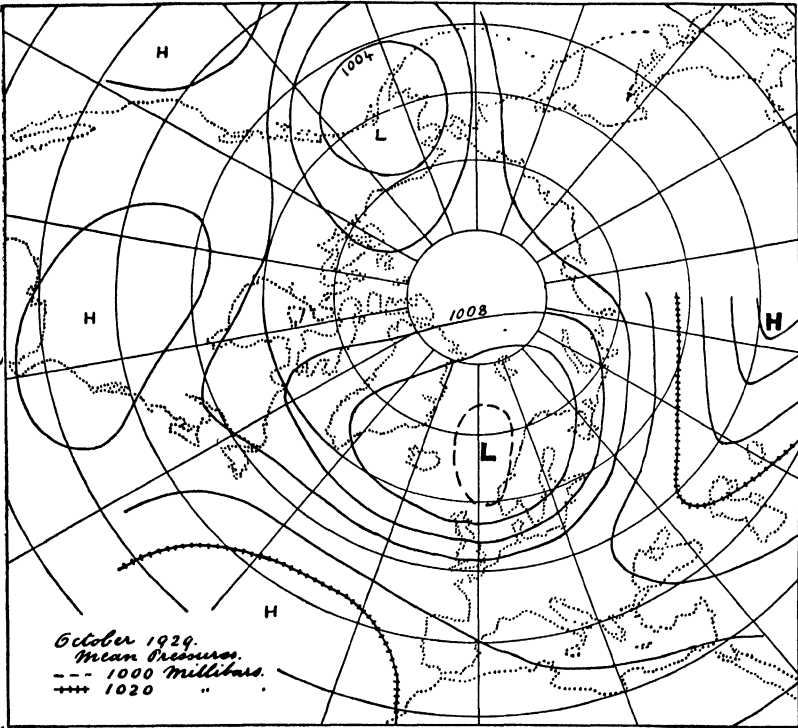 H
1004
L
H
1008
H
L
H
October 1929.
Mean Pressures.
--- 1000 Millibars.
1020 " .